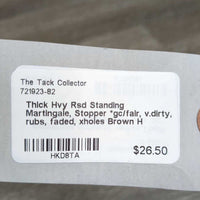 The Tack Collector
721923-82
Thick Hvy Rsd Standing
Martingale, Stopper *gc/fair, v.dirty,
rubs, faded, xholes Brown H
HKD8TA
$26.50